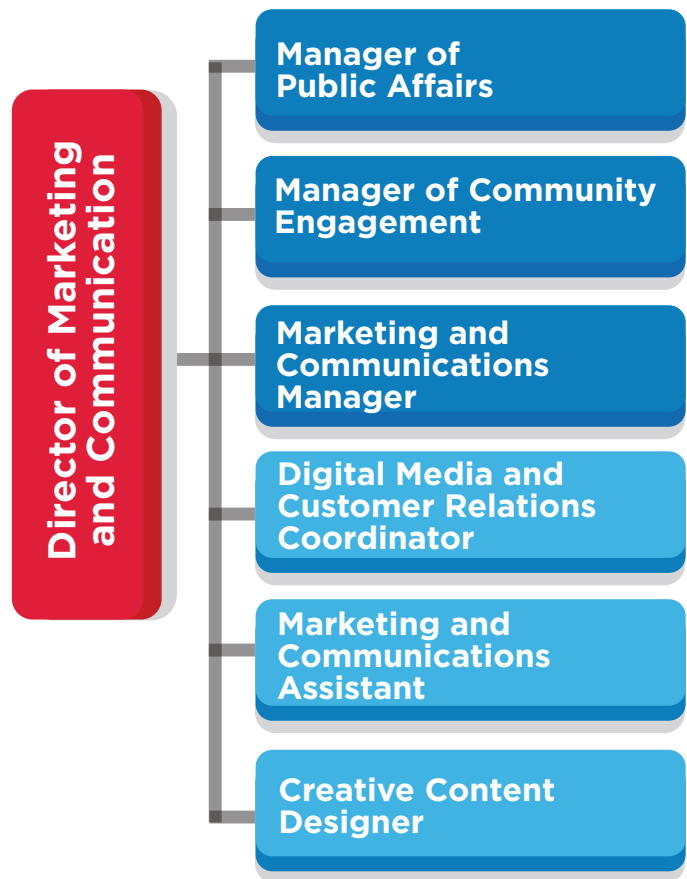 Director of Marketing
and Communication
Manager of
Public Affairs
Manager of Community
Engagement
Marketing and
Communications
Manager
Digital Media and
Customer Relations
Coordinator
Marketing and
Communications
Assistant
Creative Content
Designer